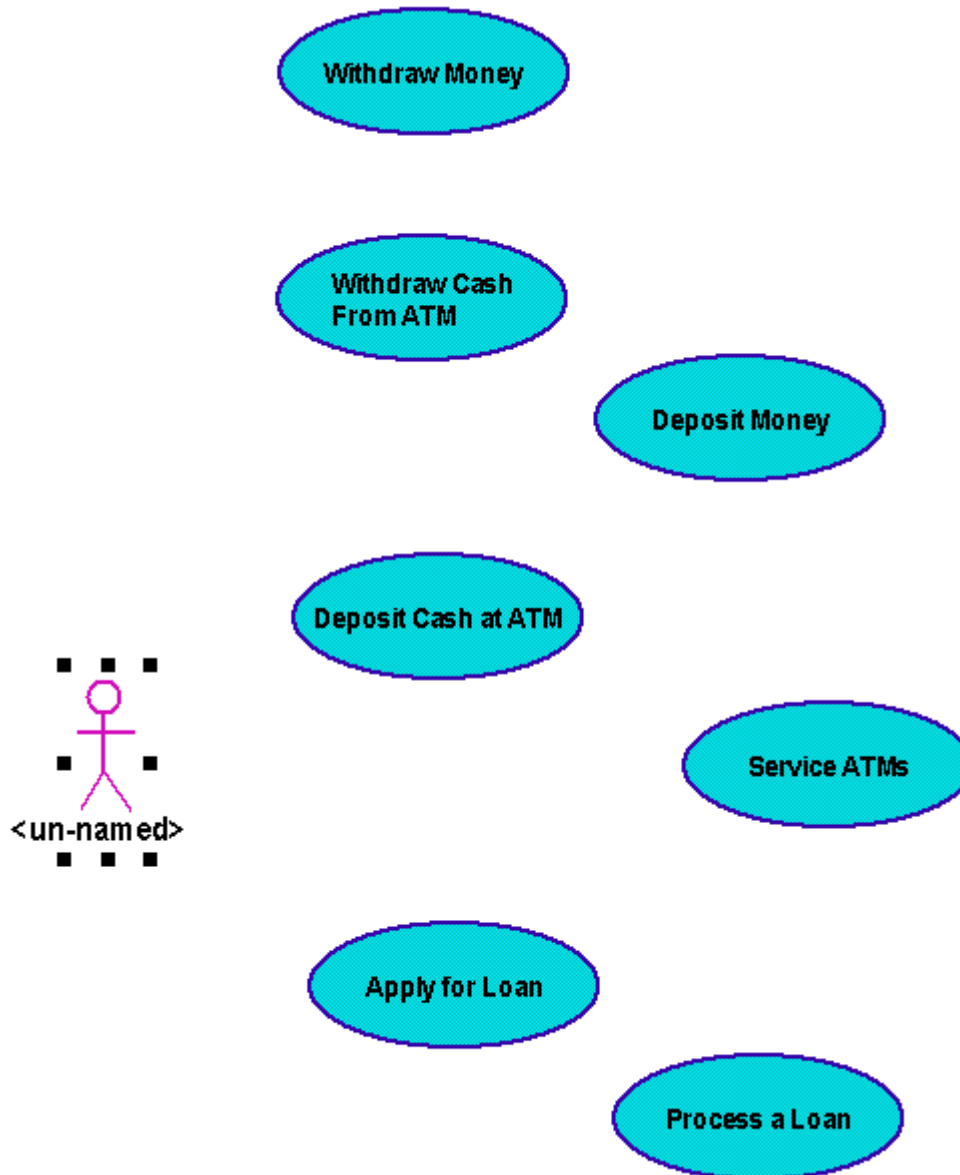 Withdraw Money
Withdraw Cash
From ATM
Deposit Money
Deposit Cash at ATM
Service ATMs
<un-named>
Apply for Loan
Process a Loan